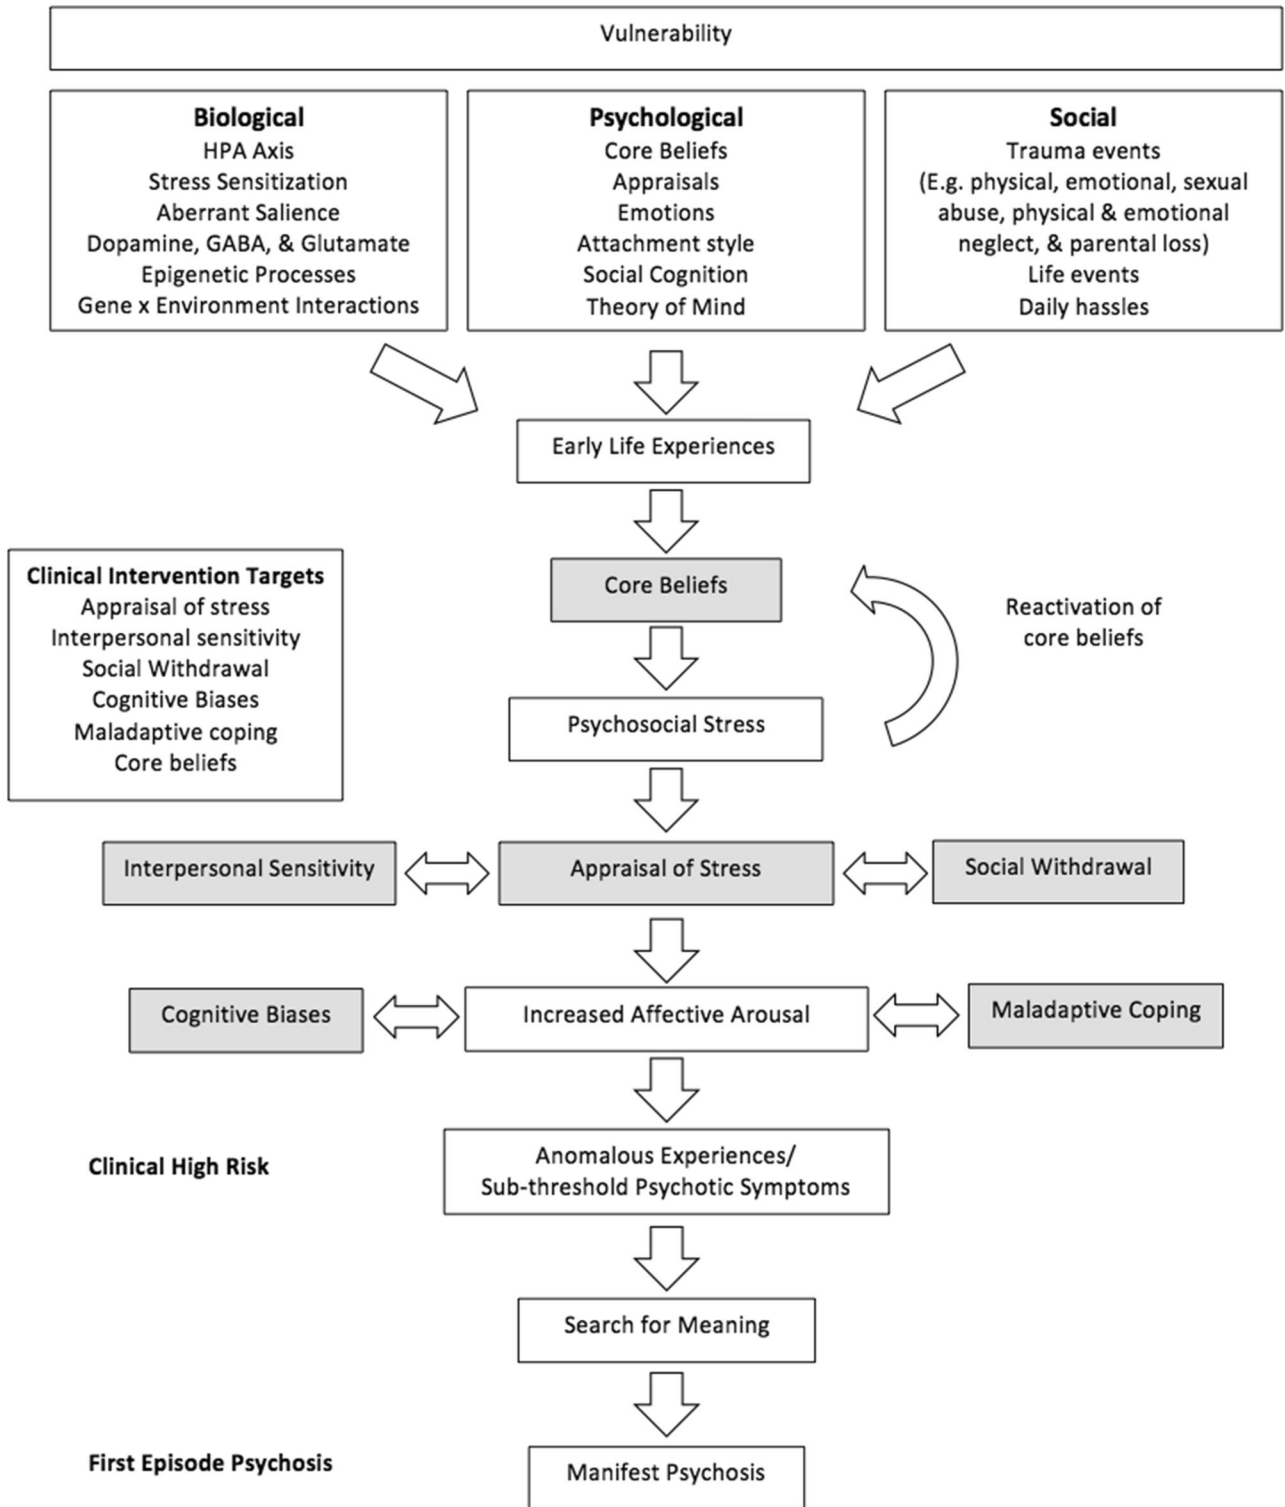 Vulnerability
Biological
HPA Axis
Stress Sensitization
Aberrant Salience
Dopamine, GABA, & Glutamate
Epigenetic Processes
Gene x Environment Interactions
Psychological
Core Beliefs
Appraisals
Emotions
Attachment style
Social Cognition
Theory of Mind
Social
Trauma events
(E.g. physical, emotional, sexual
abuse, physical & emotional
neglect, & parental loss)
Life events
Daily hassles
Early Life Experiences
Clinical Intervention Targets
Appraisal of stress
Interpersonal sensitivity
Social Withdrawal
Cognitive Biases
Maladaptive coping
Core beliefs
Core Beliefs
Reactivation of
core beliefs
Psychosocial Stress
Interpersonal Sensitivity
Appraisal of Stress
Social Withdrawal
Cognitive Biases
Increased Affective Arousal
Maladaptive Coping
Clinical High Risk
Anomalous Experiences/
Sub-threshold Psychotic Symptoms
Search for Meaning
First Episode Psychosis
Manifest Psychosis